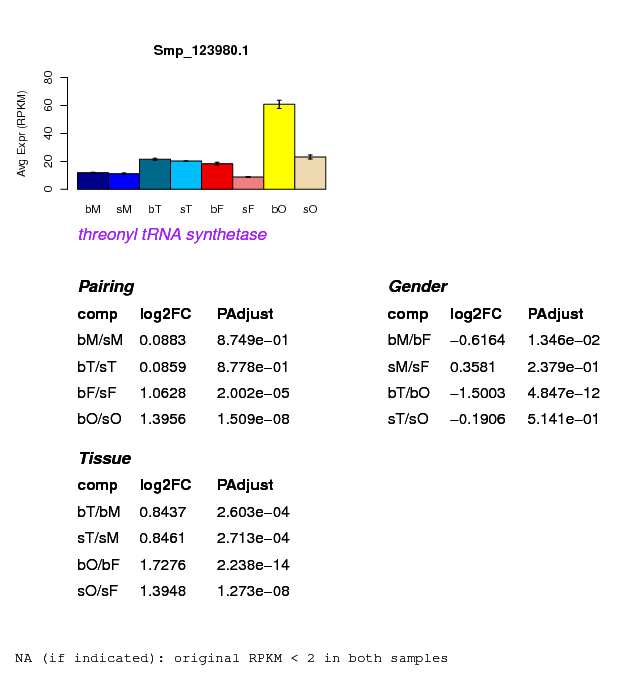 Smp_123980.1
Avg Expr (RPKM)
80
60
40
20
0
bM sM bT sT bF sF bO sO
threonyl tRNA synthetase
Pairing
comp log2FC PAdjust
bM/sM 0.0883 8.749e−01
bT/sT 0.0859 8.778e−01
bF/sF 1.0628 2.002e−05
bO/sO 1.3956 1.509e−08
Gender
comp log2FC PAdjust
bM/bF −0.6164 1.346e−02
sM/sF 0.3581 2.379e−01
bT/bO −1.5003 4.847e−12
sT/sO −0.1906 5.141e−01
Tissue
comp log2FC PAdjust
bT/bM 0.8437 2.603e−04
sT/sM 0.8461 2.713e−04
bO/bF 1.7276 2.238e−14
sO/sF 1.3948 1.273e−08
NA (if indicated): original RPKM < 2 in both samples